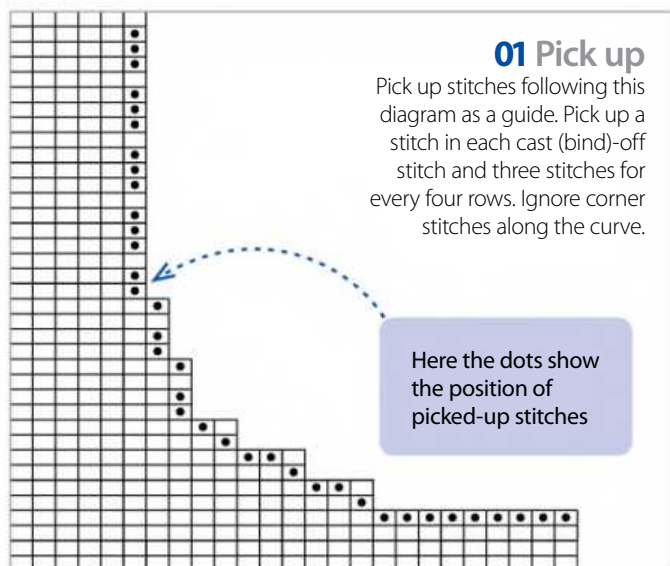 01 Pick up
Pick up stitches following this
diagram as a guide. Pick up a
stitch in each cast (bind)-off
stitch and three stitches for
every four rows. Ignore corner
stitches along the curve.
Here the dots show
the position of
picked-up stitches